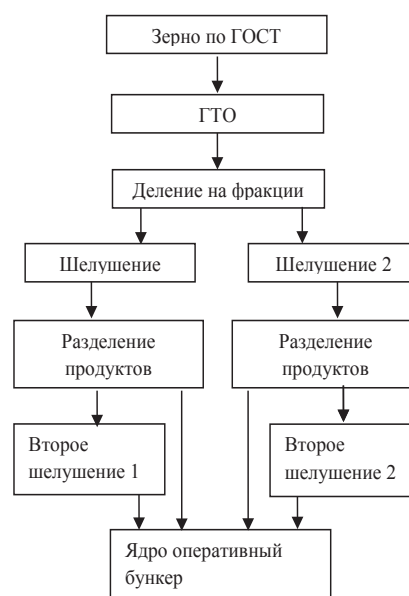 Зерно по ГОСТ
ГТО
Деление на фракции
Шелушение
Шелушение 2
Разделение
продуктов
Разделение
продуктов
Второе
шелушение 1
Второе
шелушение 2
Ядро оперативный
бункер